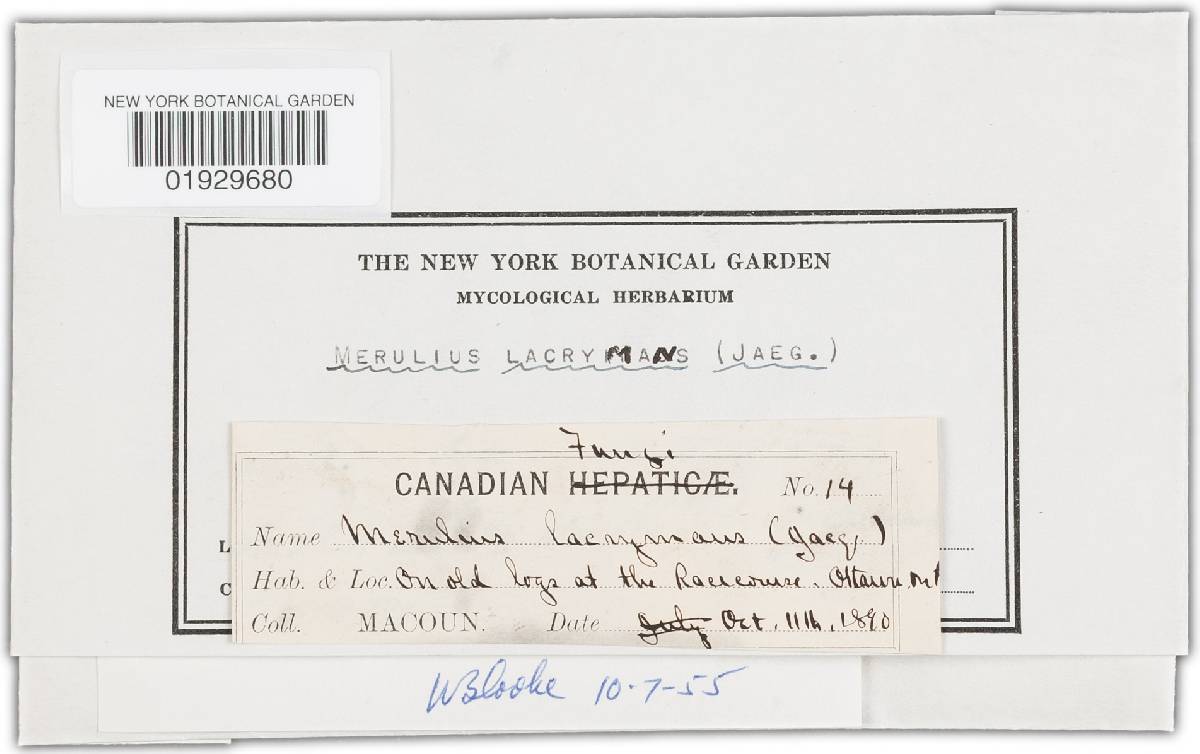 NEW YORK BOTANICAL GARDEN
01929680
THE NEW YORK BOTANICAL GARDEN
MYCOLOGICAL HERBARIUM
MERULIUS LACRYMANS (JAEG.)
Fungi
CANADIAN HEPATICÆ. No. 14
Name Merulius lacrymans (Jaeg.)
Hab. & Loc. On old logs at the Racecourse. Ottawa Ont
Coll. MACOUN. Date July Oct. 11th, 1890
L
C
WBCooke 10-7-55